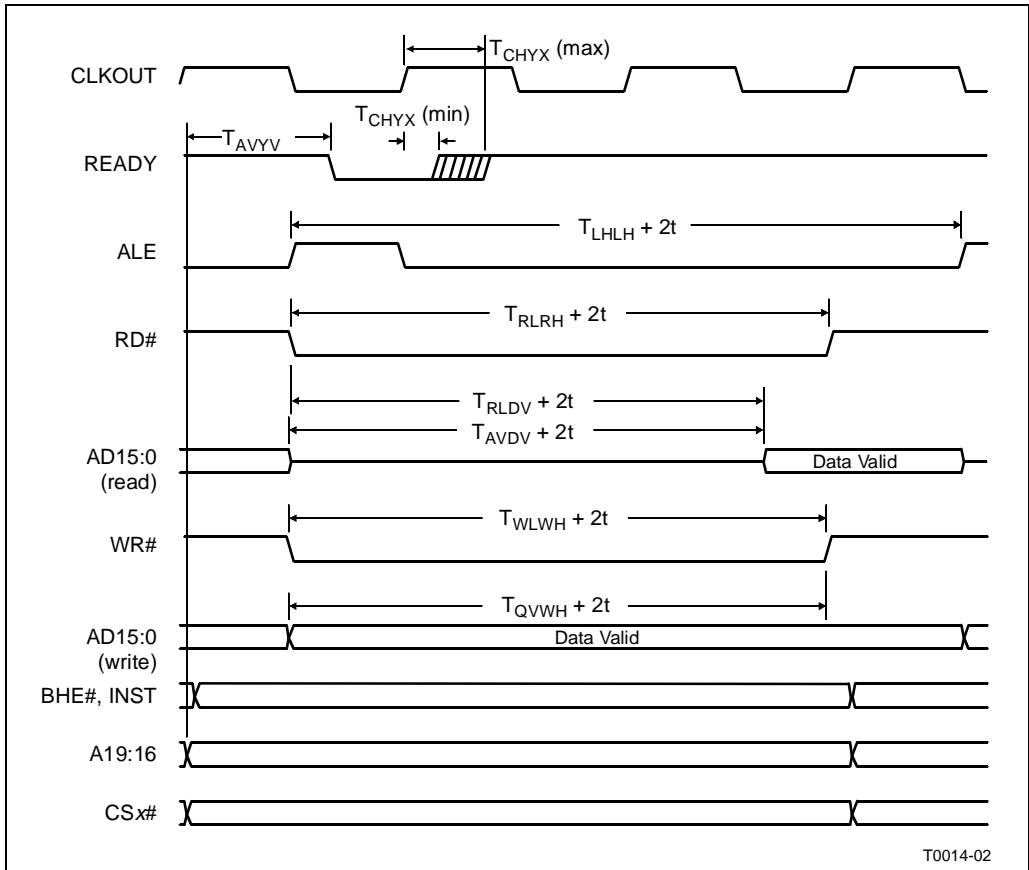 CLKOUT
T_CHYX (max)
T_CHYX (min)
T_AVYV
READY
T_LHLH + 2t
ALE
T_RLRH + 2t
RD#
T_RLDV + 2t
T_AVDV + 2t
AD15:0
(read)
Data Valid
T_WLWH + 2t
WR#
T_QVWH + 2t
AD15:0
(write)
Data Valid
BHE#, INST
A19:16
CSx#
T0014-02